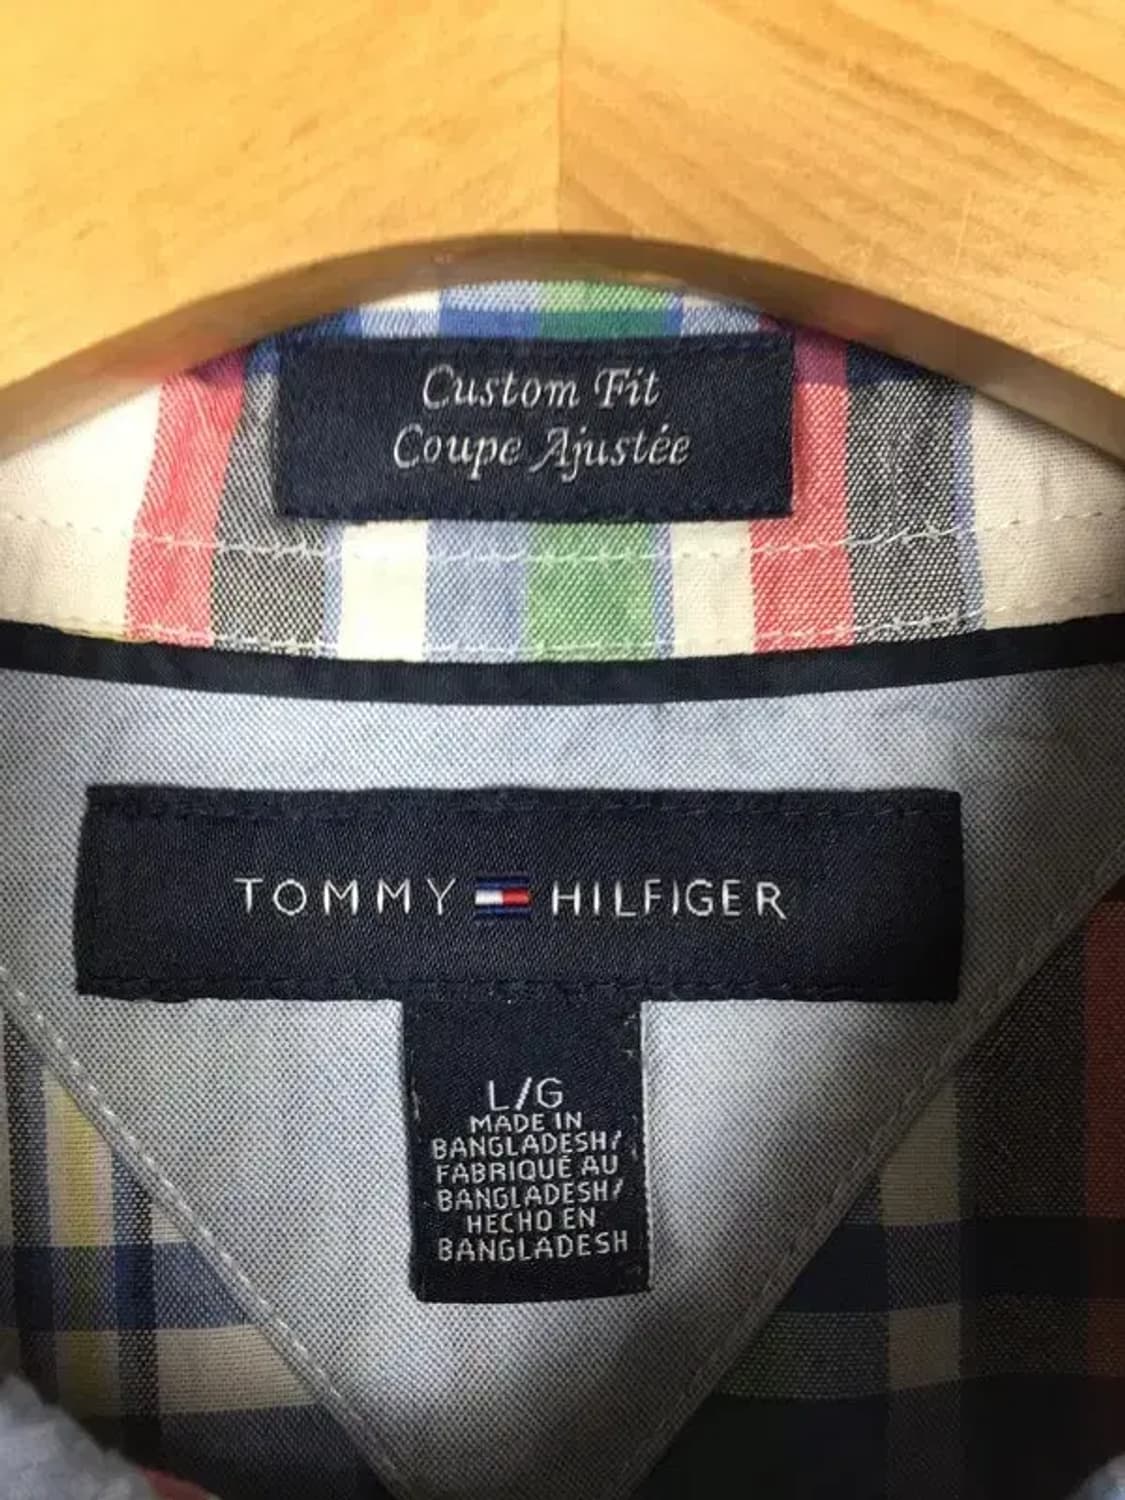 Custom Fit
Coupe Ajustée
TOMMY HILFIGER
L/G
MADE IN
BANGLADESH/
FABRIQUÉ AU
BANGLADESH/
HECHO EN
BANGLADESH